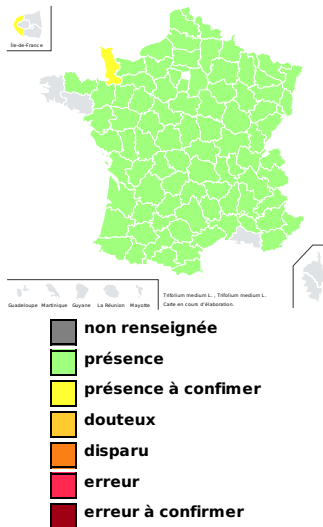 Île-de-France
Guadeloupe Martinique Guyane La Réunion Mayotte
Trifolium medium L. , Trifolium medium L.
Carte en cours d'élaboration.
non renseignée
présence
présence à confimer
douteux
disparu
erreur
erreur à confirmer